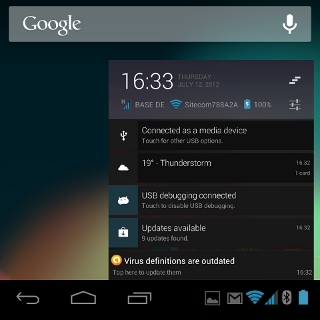 Google
16:33 THURSDAY
JULY 12, 2012
H BASE DE Sitecom788A2A 100%
Connected as a media device
Touch for other USB options.
19° - Thunderstorm 16:32
1 card
USB debugging connected
Touch to disable USB debugging.
Updates available 16:32
9 updates found.
Virus definitions are outdated
Tap here to update them 16:32